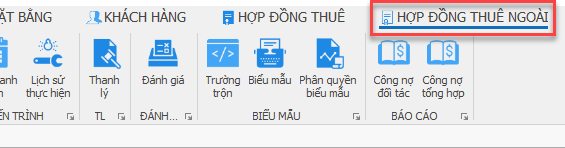 ẶT BẰNG KHÁCH HÀNG HỢP ĐỒNG THUÊ HỢP ĐỒNG THUÊ NGOÀI
anh Lịch sử Thanh Đánh giá Trường Biểu mẫu Phân quyền Công nợ Công nợ
thực hiện lý trộn biểu mẫu đối tác tổng hợp
ẾN TRÌNH TL ĐÁNH... BIỂU MẪU BÁO CÁO